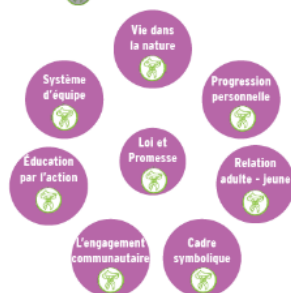 Vie dans
la nature
Système
d'équipe
Progression
personnelle
Loi et
Promesse
Éducation
par l'action
Relation
adulte - jeune
L'engagement
communautaire
Cadre
symbolique